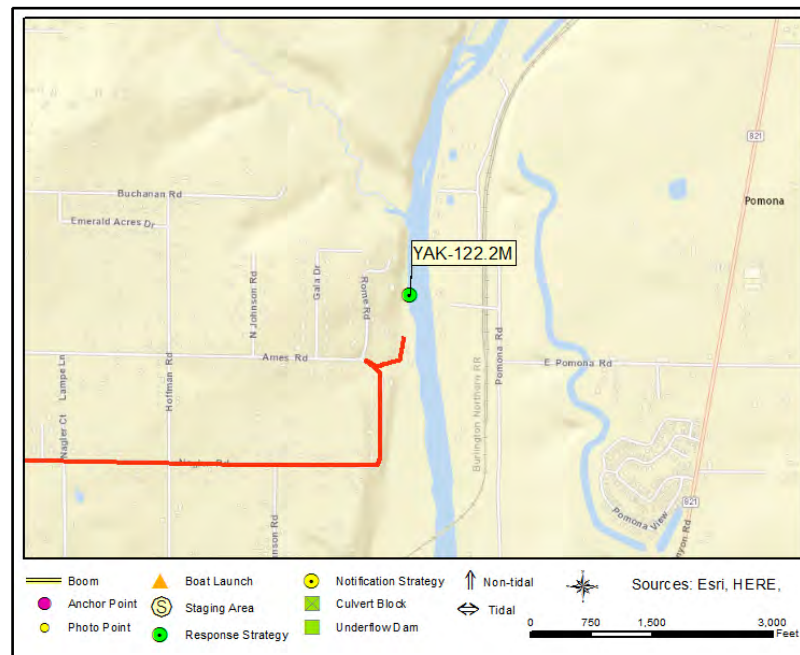 821
Buchanan Rd
Pomona
Emerald Acres Dr
YAK-122.2M
N Johnson Rd
Gala Dr
Rome Rd
Ames Rd
Pomona Rd
E Pomona Rd
Lampe Ln
Hoffman Rd
Burlington Northern RR
Nagler Ct
Rd
nson Rd
821
Pomona View
nyon Rd
Boom
Boat Launch
Notification Strategy
Non-tidal
Sources: Esri, HERE,
Anchor Point
S
Staging Area
Culvert Block
Tidal
Photo Point
Response Strategy
Underflow Dam
0 750 1,500 3,000
Feet